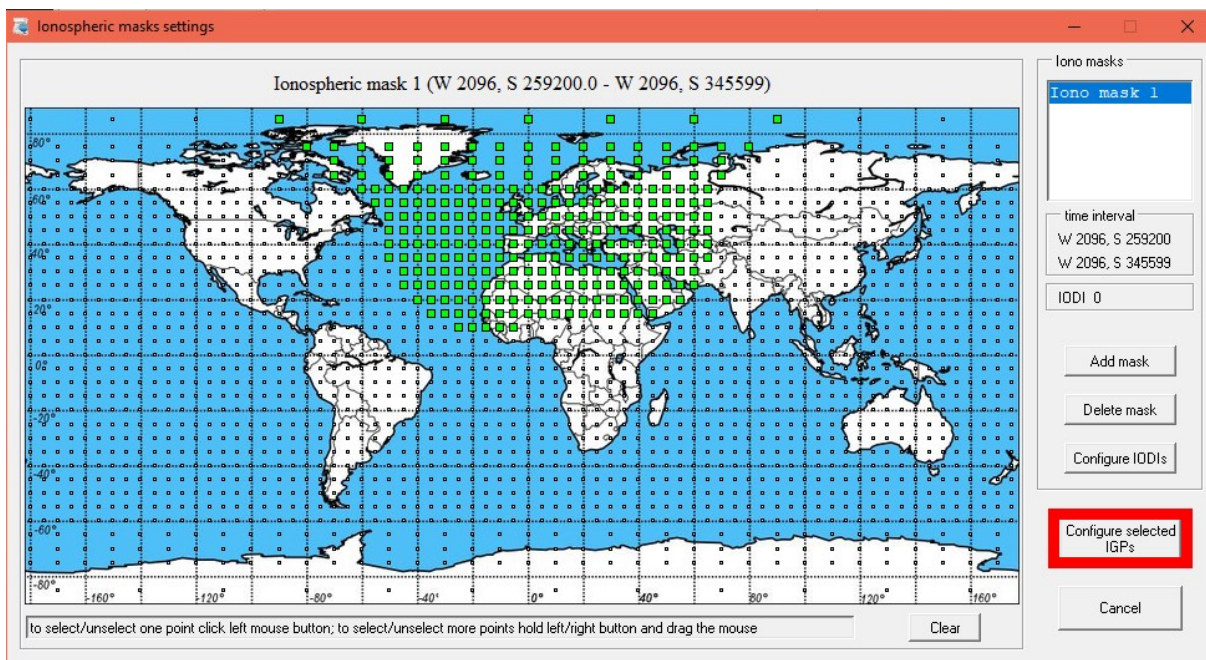 Ionospheric masks settings
Ionospheric mask 1 (W 2096, S 259200.0 - W 2096, S 345599)
80°
60°
40°
20°
0°
-20°
-40°
-60°
-80°
-160°
-120°
-80°
-40°
0°
40°
80°
120°
160°
to select/unselect one point click left mouse button; to select/unselect more points hold left/right button and drag the mouse
Clear
Iono masks
Iono mask 1
time interval
W 2096, S 259200
W 2096, S 345599
IODI 0
Add mask
Delete mask
Configure IODIs
Configure selected
IGPs
Cancel